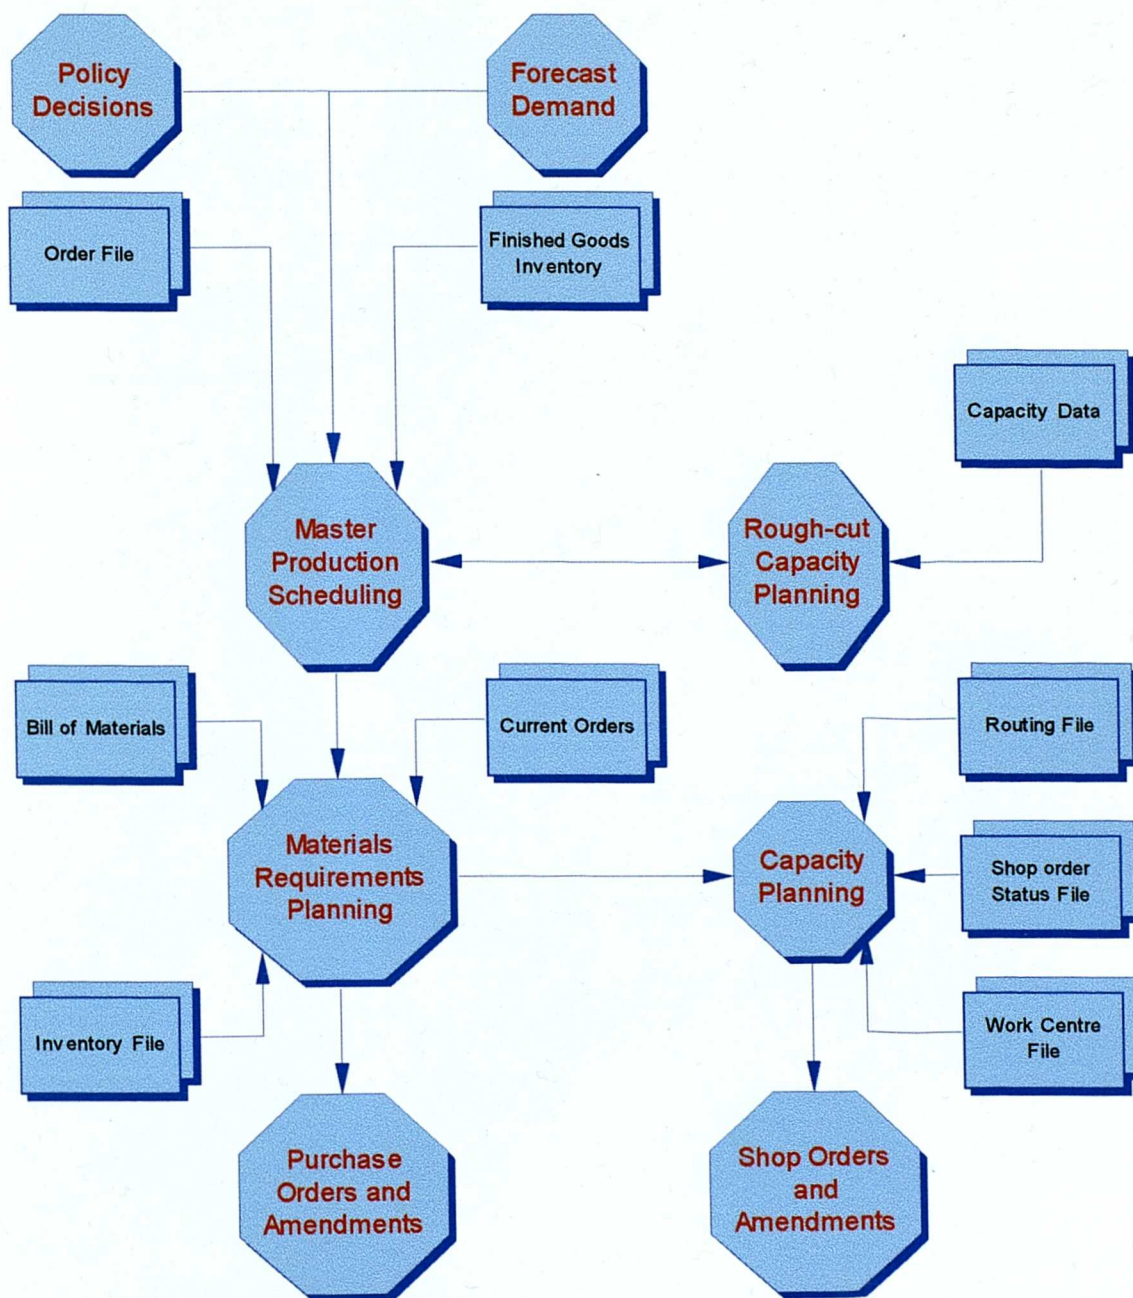 Policy
Decisions
Forecast
Demand
Order File
Finished Goods
Inventory
Capacity Data
Master
Production
Scheduling
Rough-cut
Capacity
Planning
Bill of Materials
Current Orders
Routing File
Materials
Requirements
Planning
Capacity
Planning
Shop order
Status File
Inventory File
Work Centre
File
Purchase
Orders and
Amendments
Shop Orders
and
Amendments